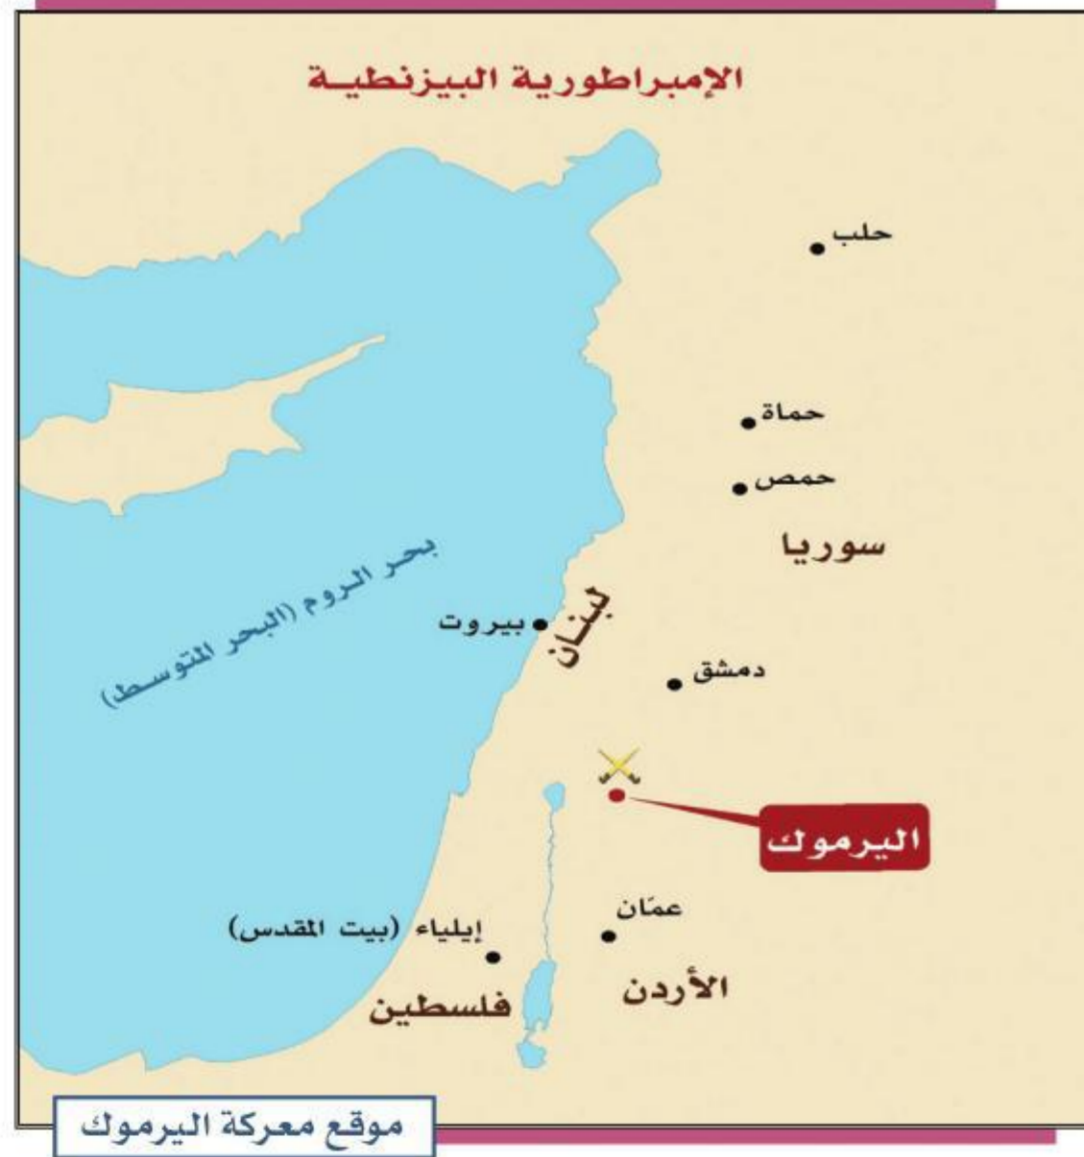 الإمبراطورية البيزنطية
حلب
حماة
حمص
سوريا
بحر الروم (البحر المتوسط)
لبنان
بيروت
دمشق
اليرموك
عمّان
إيلياء (بيت المقدس)
الأردن
فلسطين
موقع معركة اليرموك